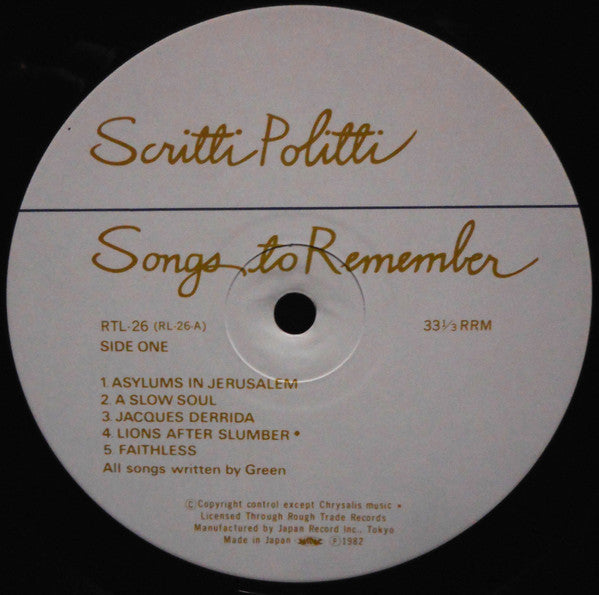 Scritti Politti
Songs to Remember
RTL-26 (RL-26-A) 33 1/3 RRM
SIDE ONE
1. ASYLUMS IN JERUSALEM
2. A SLOW SOUL
3. JACQUES DERRIDA
4. LIONS AFTER SLUMBER *
5. FAITHLESS
All songs written by Green
Ⓒ Copyright control except Chrysalis music *
Licensed Through Rough Trade Records
Manufactured by Japan Record Inc., Tokyo
Made in Japan Ⓟ 1982